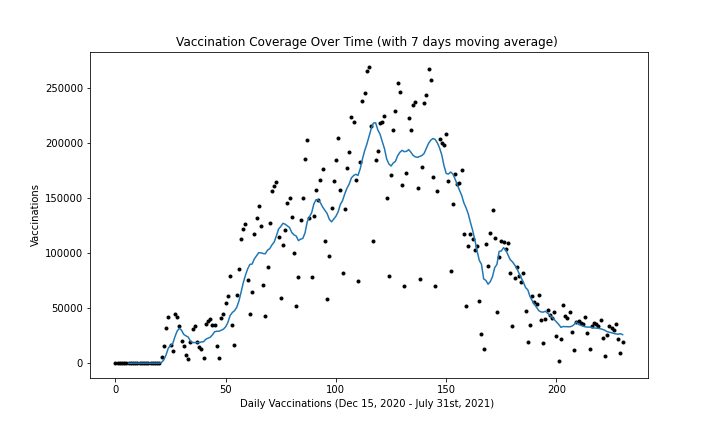 Vaccination Coverage Over Time (with 7 days moving average)
250000
200000
150000
100000
50000
0
Vaccinations
0 50 100 150 200
Daily Vaccinations (Dec 15, 2020 - July 31st, 2021)